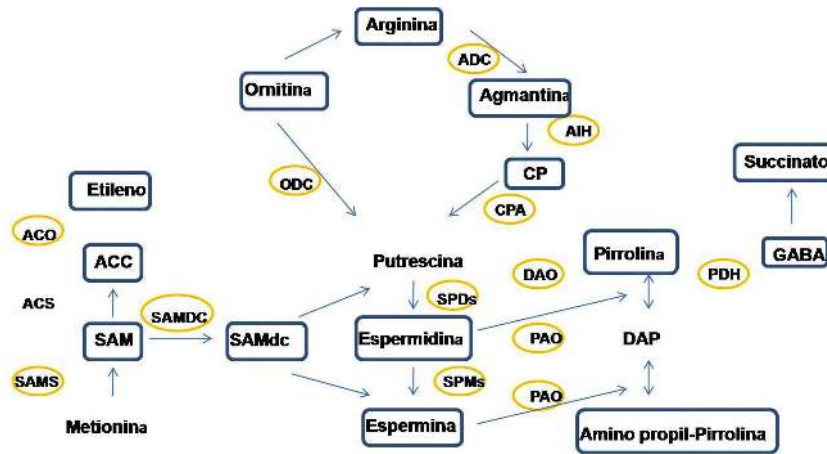 Arginina
ADC
Ornitina
Agmantina
AIH
Succinato
Etileno
ODC
CP
CPA
ACO
ACC
Putrescina
DAO
Pirrolina
PDH
GABA
ACS
SAMDC
SPDs
SAM
SAMdc
Espermidina
PAO
DAP
SAMS
SPMs
PAO
Metionina
Espermina
Amino propil-Pirrolina